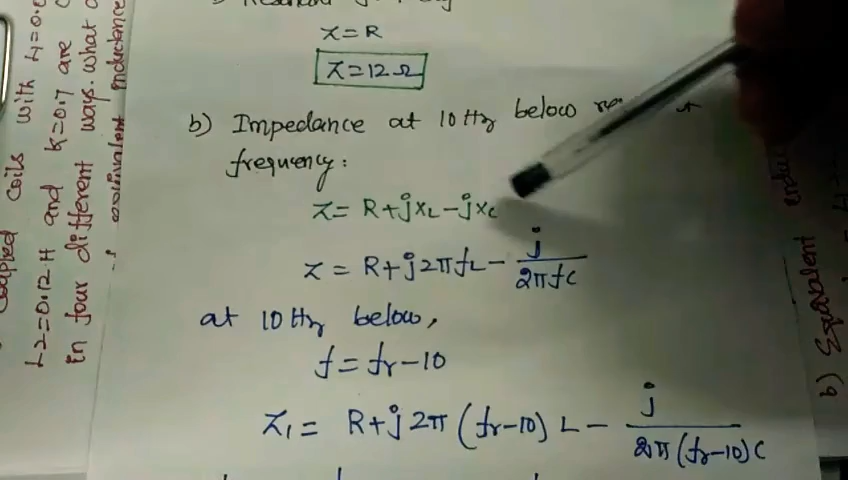 Z=R
Z=12Ω
b) Impedance at 10 Hz below
frequency:
Z= R+jXL-jXc
Z = R+j2πfL- j/2πfC
at 10 Hz below,
f=fr-10
Z1= R+j2π(fr-10)L- j/2π(fr-10)C
coupled coils with
L2=0.12 H and K=0.7 are
in four different ways. what
equivalent inductance
b) Equivalent